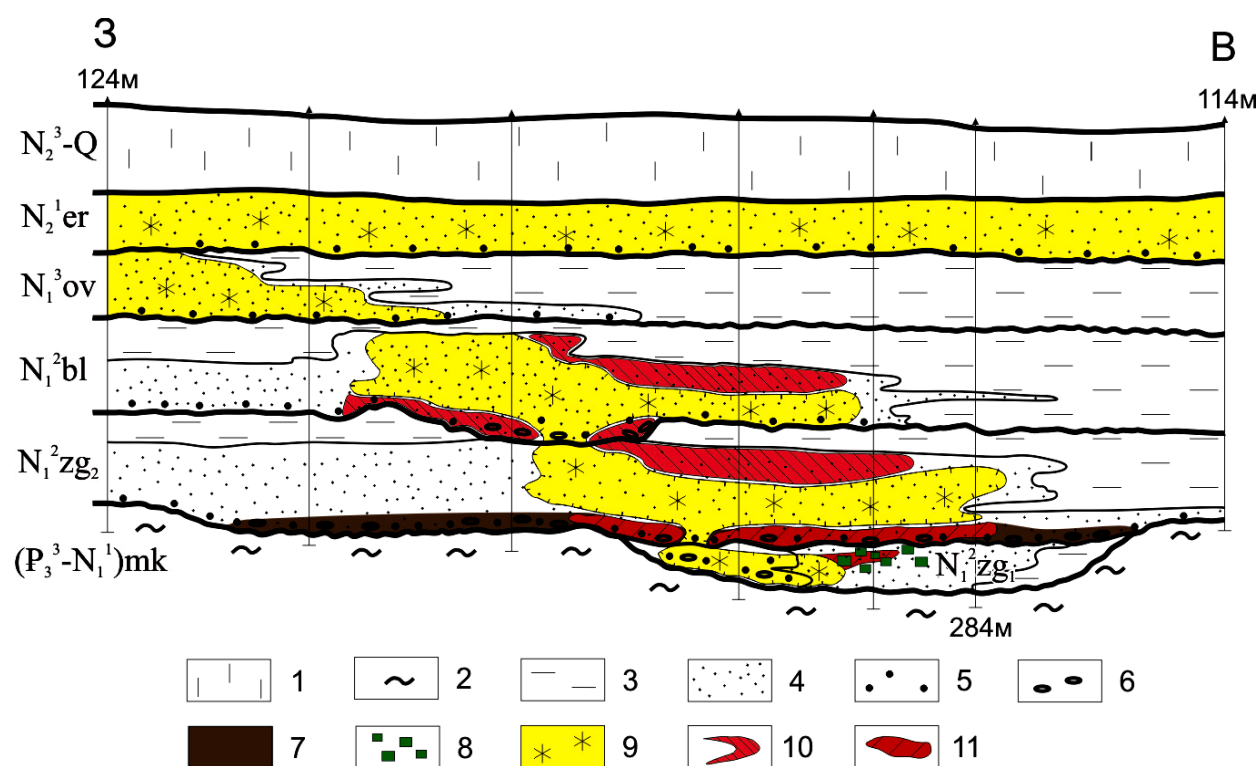 З
В
124м
114м
N₂³-Q
N₂¹er
N₁³ov
N₁²bl
N₁²zg₂
(P₃³-N₁¹)mk
N₁²zg₁
284м
1 2 3 4 5 6
7 8 9 10 11